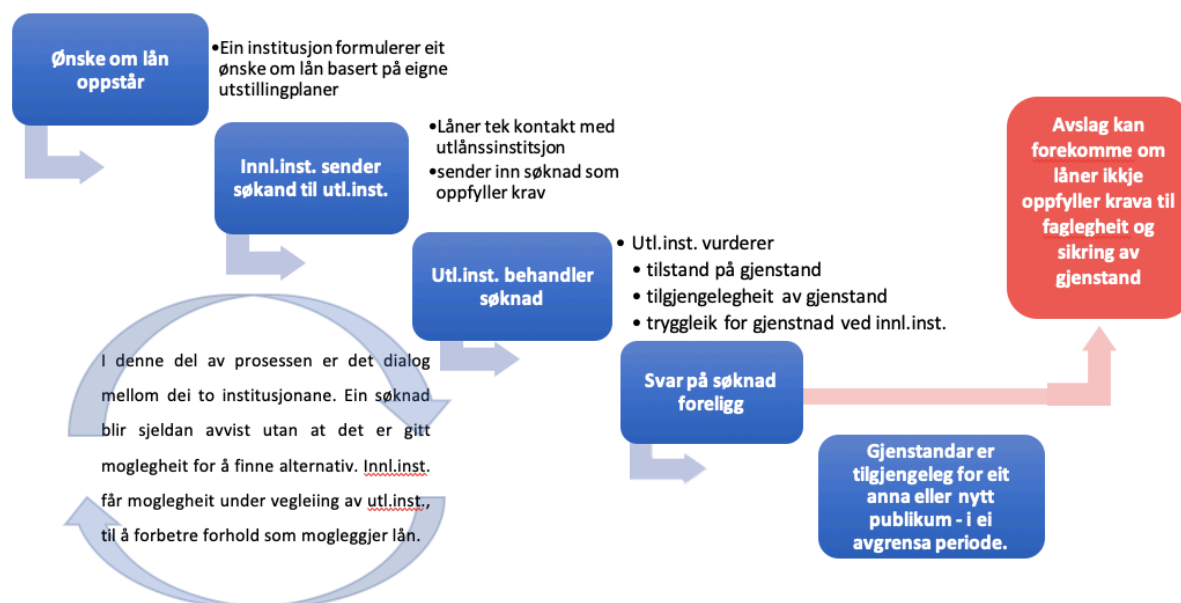 Ønske om lån
oppstår
•Ein institusjon formulerer eit
ønske om lån basert på eigne
utstillingplaner
Innl.inst. sender
søkand til utl.inst.
•Låner tek kontakt med
utlånssinstitsjon
•sender inn søknad som
oppfyller krav
Utl.inst. behandler
søknad
• Utl.inst. vurderer
• tilstand på gjenstand
• tilgjengelegheit av gjenstand
• tryggleik for gjenstnad ved innl.inst.
Svar på søknad
foreligg
Avslag kan
forekomme om
låner ikkje
oppfyller krava til
faglegheit og
sikring av
gjenstand
Gjenstandar er
tilgjengeleg for eit
anna eller nytt
publikum - i ei
avgrensa periode.
I denne del av prosessen er det dialog
mellom dei to institusjonane. Ein søknad
blir sjeldan avvist utan at det er gitt
moglegheit for å finne alternativ. Innl.inst.
får moglegheit under vegleiing av utl.inst.,
til å forbetre forhold som mogleggjer lån.